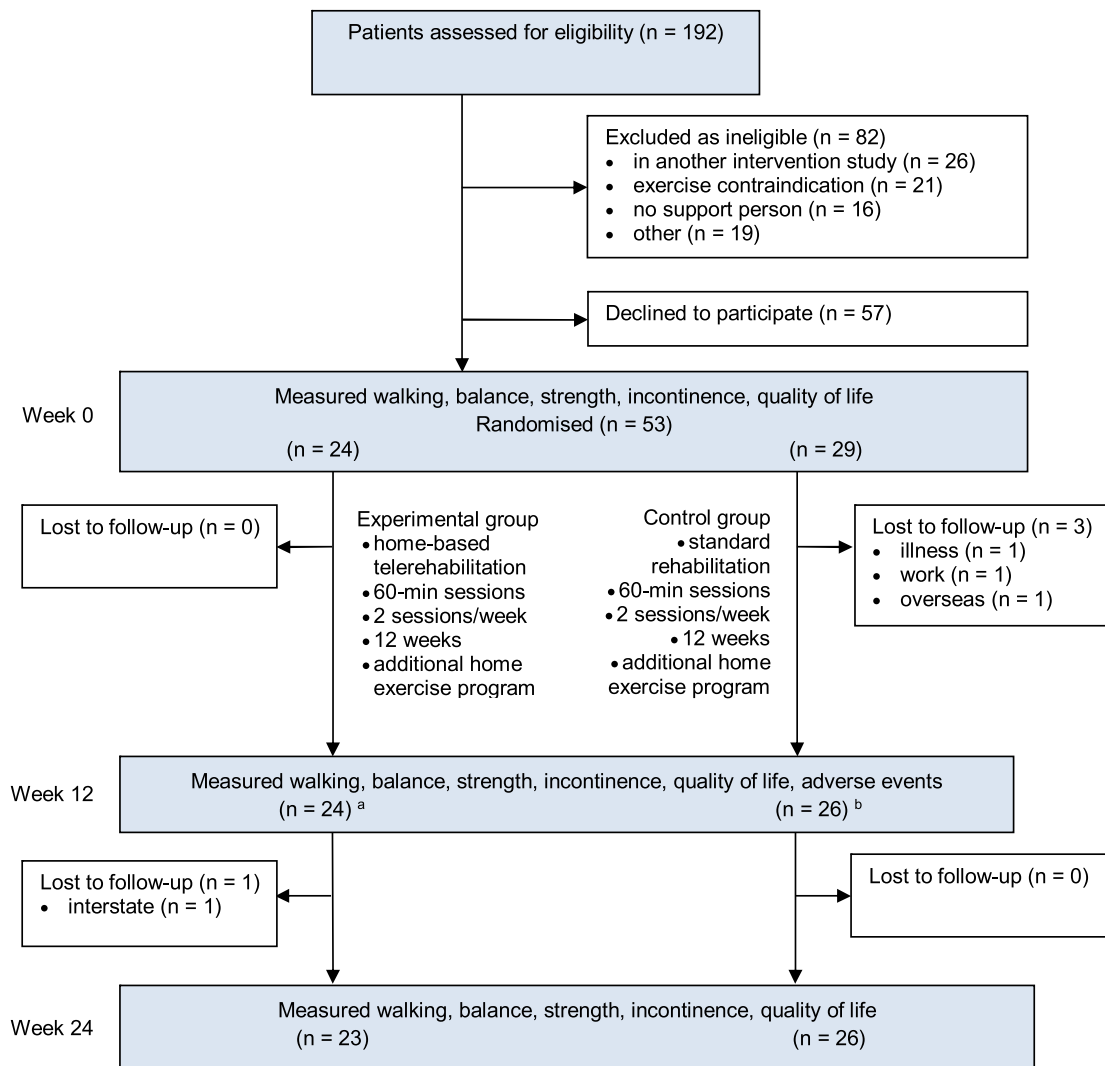 Patients assessed for eligibility (n = 192)
Excluded as ineligible (n = 82)
• in another intervention study (n = 26)
• exercise contraindication (n = 21)
• no support person (n = 16)
• other (n = 19)
Declined to participate (n = 57)
Week 0
Measured walking, balance, strength, incontinence, quality of life
Randomised (n = 53)
(n = 24)
(n = 29)
Lost to follow-up (n = 0)
Experimental group
• home-based
telerehabilitation
• 60-min sessions
• 2 sessions/week
• 12 weeks
• additional home
exercise program
Control group
• standard
rehabilitation
• 60-min sessions
• 2 sessions/week
• 12 weeks
• additional home
exercise program
Lost to follow-up (n = 3)
• illness (n = 1)
• work (n = 1)
• overseas (n = 1)
Week 12
Measured walking, balance, strength, incontinence, quality of life, adverse events
(n = 24) a
(n = 26) b
Lost to follow-up (n = 1)
• interstate (n = 1)
Lost to follow-up (n = 0)
Week 24
Measured walking, balance, strength, incontinence, quality of life
(n = 23)
(n = 26)